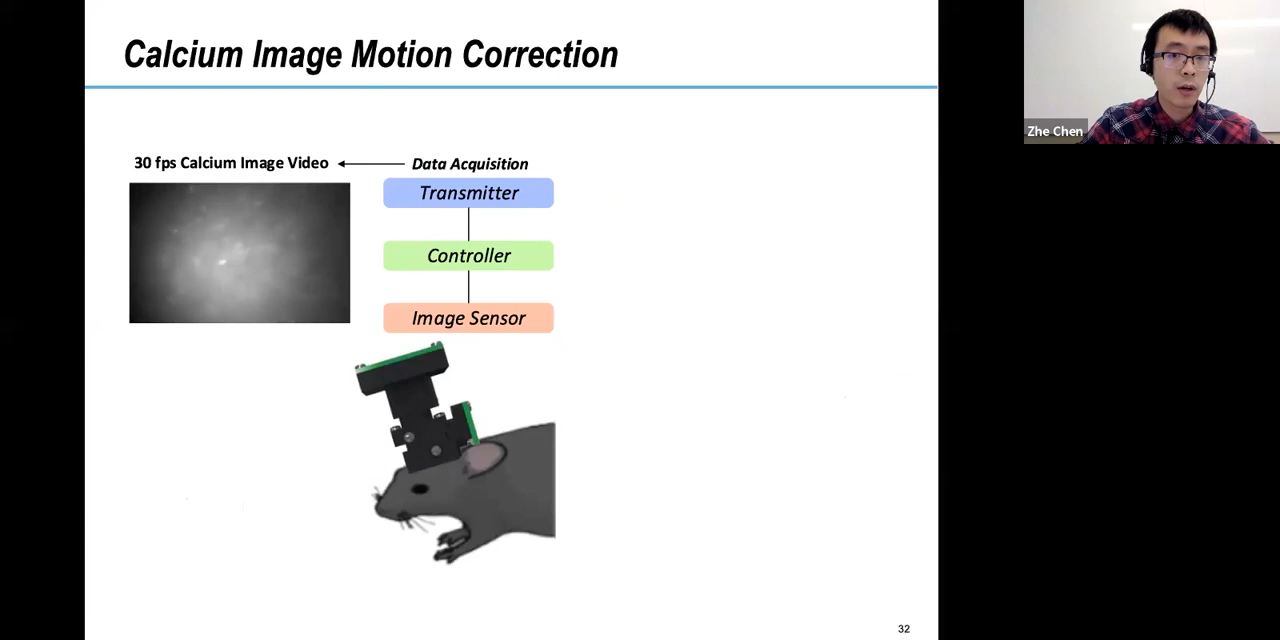 Calcium Image Motion Correction
30 fps Calcium Image Video
Data Acquisition
Transmitter
Controller
Image Sensor
32
Zhe Chen